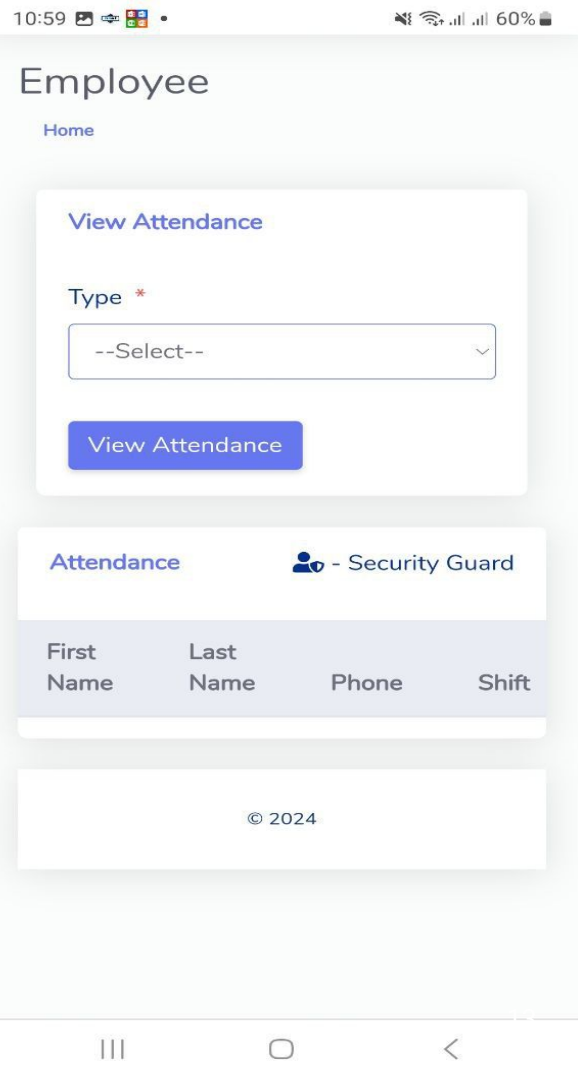 10:59 60%
Employee
Home
View Attendance
Type *
--Select--
View Attendance
Attendance - Security Guard
First Name Last Name Phone Shift
© 2024